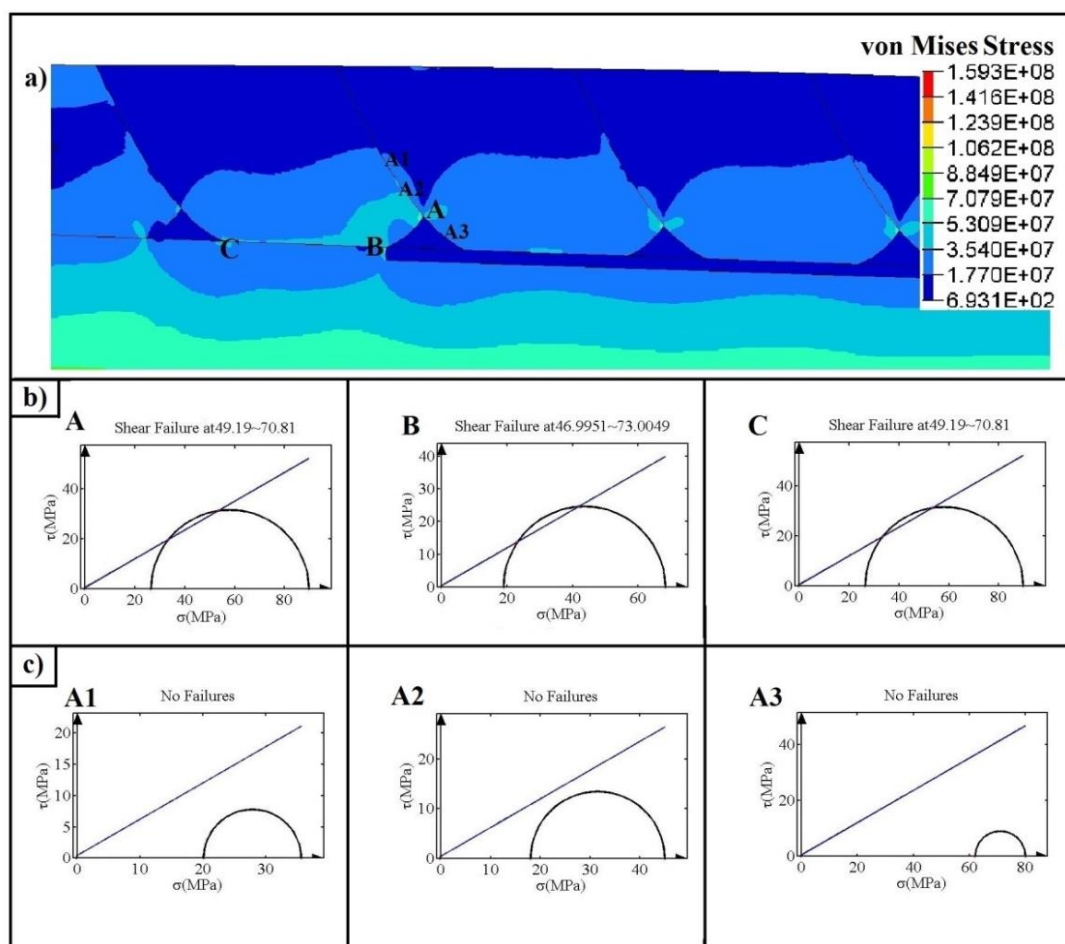 a)
von Mises Stress
1.593E+08
1.416E+08
1.239E+08
1.062E+08
8.849E+07
7.079E+07
5.309E+07
3.540E+07
1.770E+07
6.931E+02
A1
A2
A
A3
B
C
b)
A
Shear Failure at49.19~70.81
τ(MPa)
40
20
0
0 20 40 60 80
σ(MPa)
B
Shear Failure at46.9951~73.0049
τ(MPa)
40
30
20
10
0
0 20 40 60
σ(MPa)
C
Shear Failure at49.19~70.81
τ(MPa)
40
20
0
0 20 40 60 80
σ(MPa)
c)
A1
No Failures
τ(MPa)
20
15
10
5
0
0 10 20 30
σ(MPa)
A2
No Failures
τ(MPa)
20
10
0
0 10 20 30 40
σ(MPa)
A3
No Failures
τ(MPa)
40
20
0
0 20 40 60 80
σ(MPa)